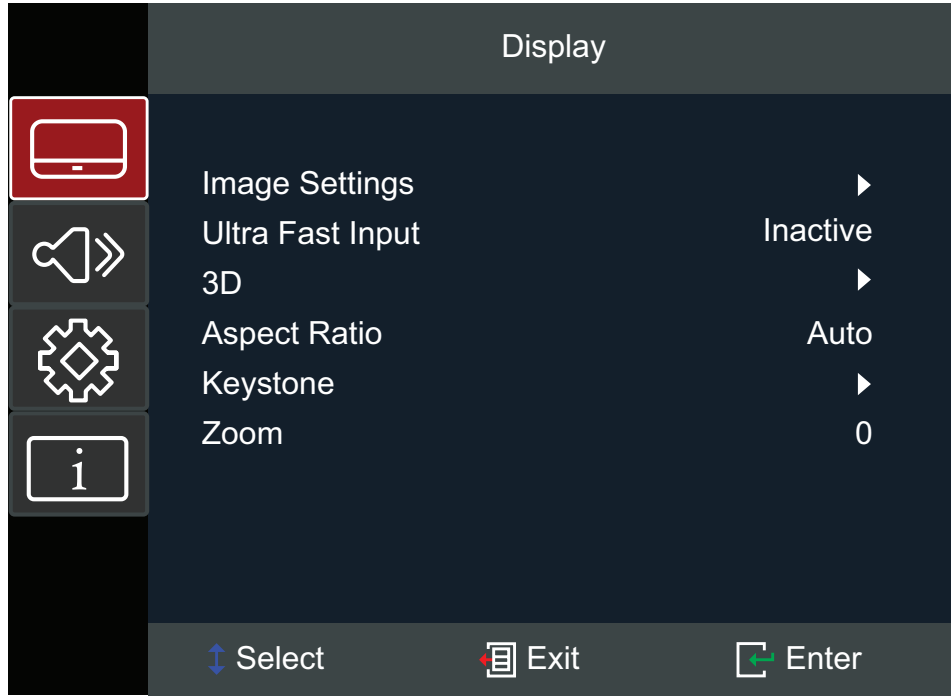 Display
Image Settings
Ultra Fast Input Inactive
3D
Aspect Ratio Auto
Keystone
Zoom 0
i
Select Exit Enter